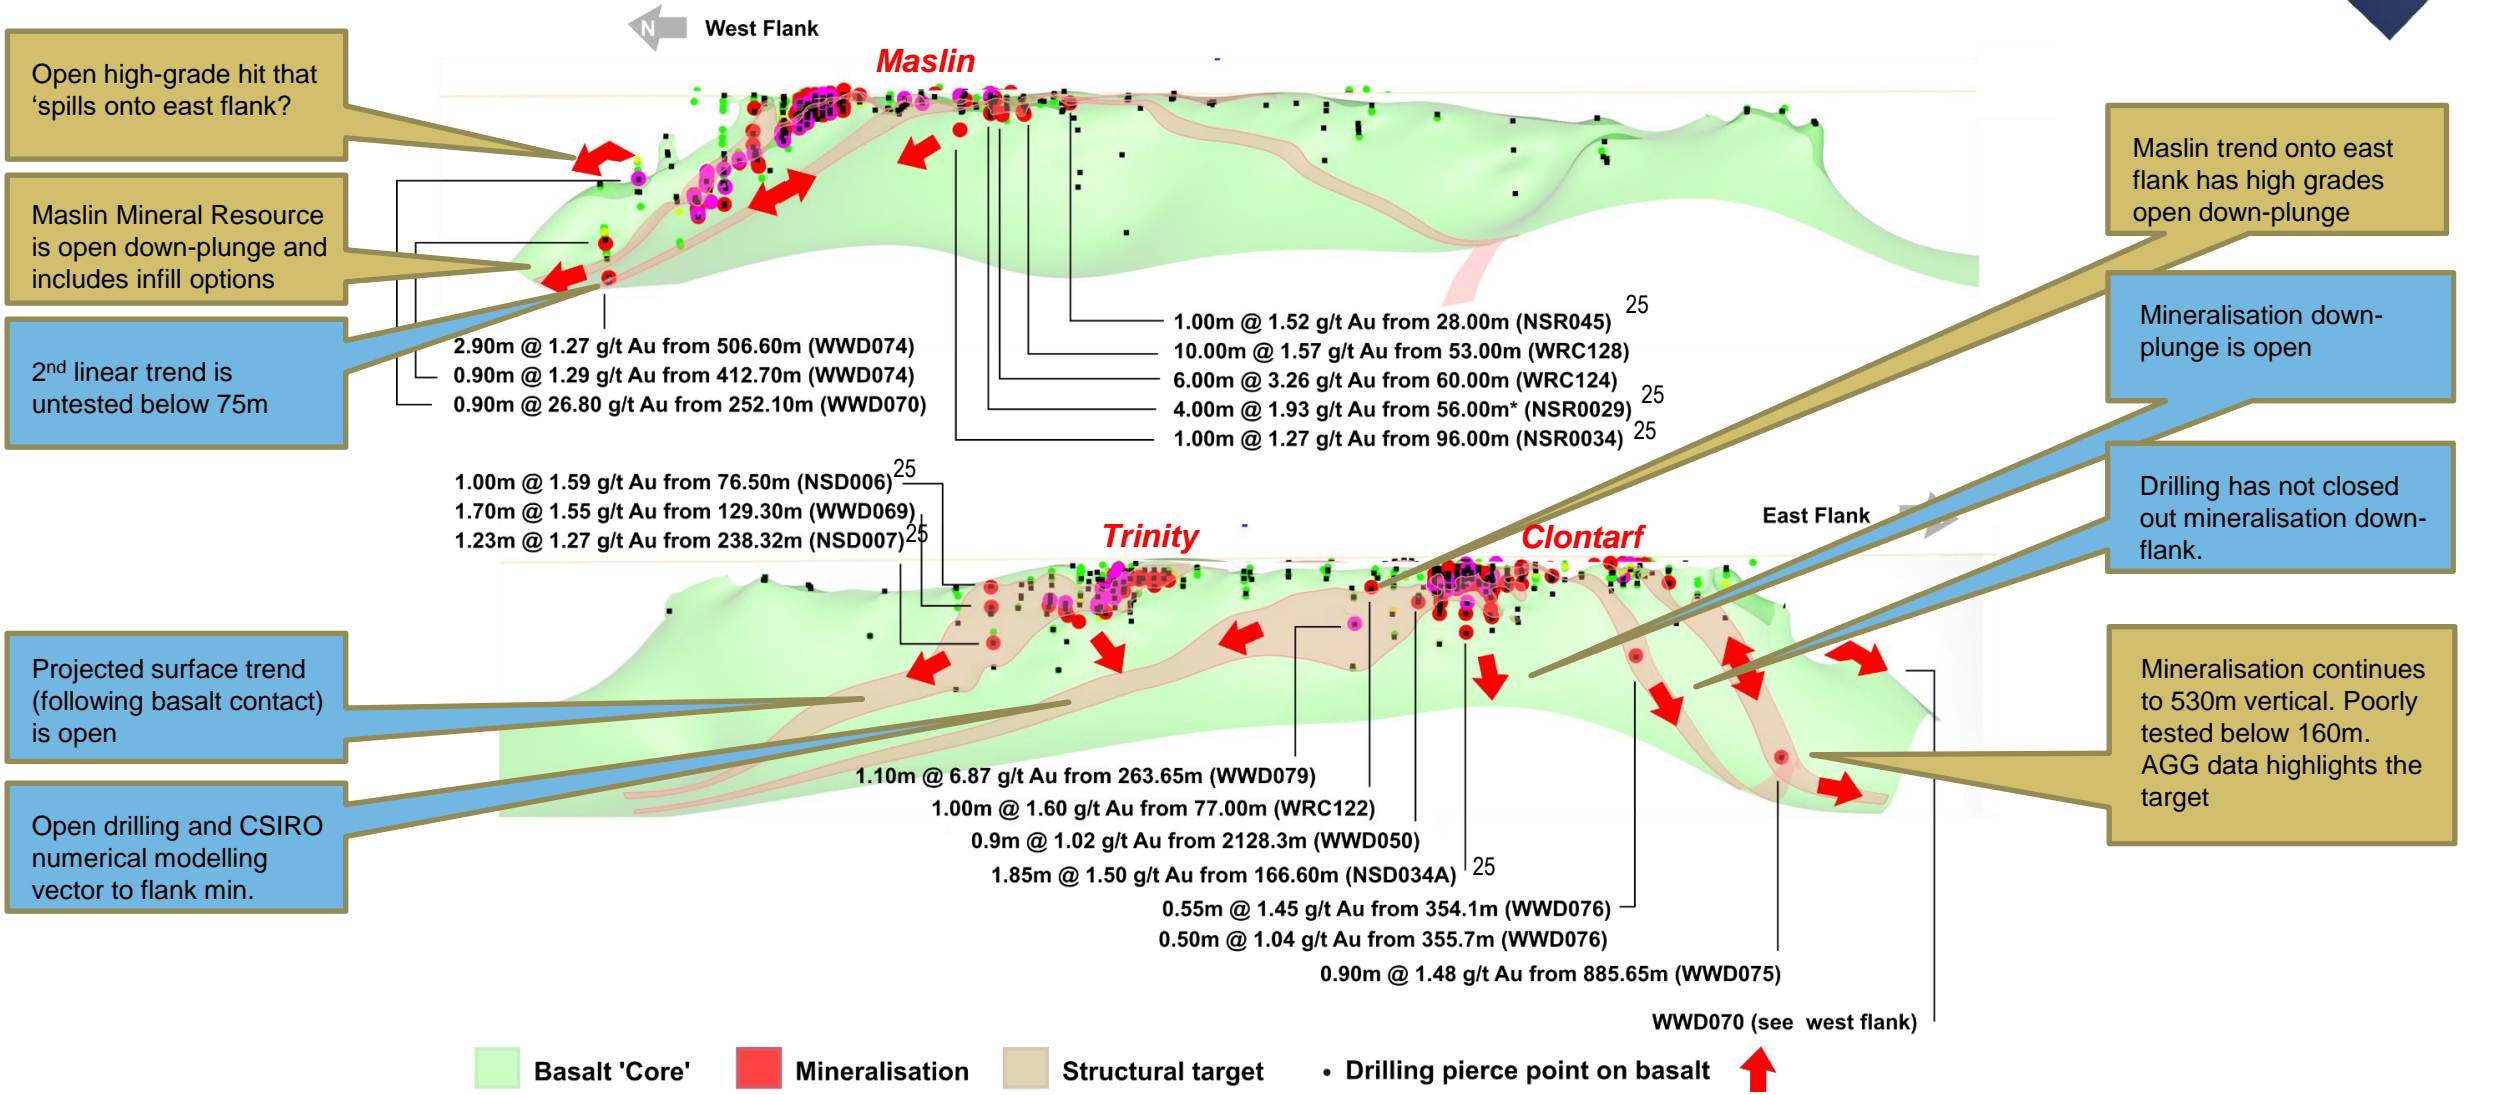 N West Flank
Maslin
Open high-grade hit that
‘spills onto east flank?
Maslin Mineral Resource
is open down-plunge and
includes infill options
2nd linear trend is
untested below 75m
2.90m @ 1.27 g/t Au from 506.60m (WWD074)
0.90m @ 1.29 g/t Au from 412.70m (WWD074)
0.90m @ 26.80 g/t Au from 252.10m (WWD070)
1.00m @ 1.52 g/t Au from 28.00m (NSR045) 25
10.00m @ 1.57 g/t Au from 53.00m (WRC128)
6.00m @ 3.26 g/t Au from 60.00m (WRC124)
4.00m @ 1.93 g/t Au from 56.00m* (NSR0029) 25
1.00m @ 1.27 g/t Au from 96.00m (NSR0034) 25
Maslin trend onto east
flank has high grades
open down-plunge
Mineralisation down-
plunge is open
Drilling has not closed
out mineralisation down-
flank.
1.00m @ 1.59 g/t Au from 76.50m (NSD006) 25
1.70m @ 1.55 g/t Au from 129.30m (WWD069)
1.23m @ 1.27 g/t Au from 238.32m (NSD007) 25
Trinity
Clontarf
East Flank
Projected surface trend
(following basalt contact)
is open
Open drilling and CSIRO
numerical modelling
vector to flank min.
Mineralisation continues
to 530m vertical. Poorly
tested below 160m.
AGG data highlights the
target
1.10m @ 6.87 g/t Au from 263.65m (WWD079)
1.00m @ 1.60 g/t Au from 77.00m (WRC122)
0.9m @ 1.02 g/t Au from 2128.3m (WWD050)
1.85m @ 1.50 g/t Au from 166.60m (NSD034A) 25
0.55m @ 1.45 g/t Au from 354.1m (WWD076)
0.50m @ 1.04 g/t Au from 355.7m (WWD076)
0.90m @ 1.48 g/t Au from 885.65m (WWD075)
WWD070 (see west flank)
Basalt 'Core'
Mineralisation
Structural target
• Drilling pierce point on basalt